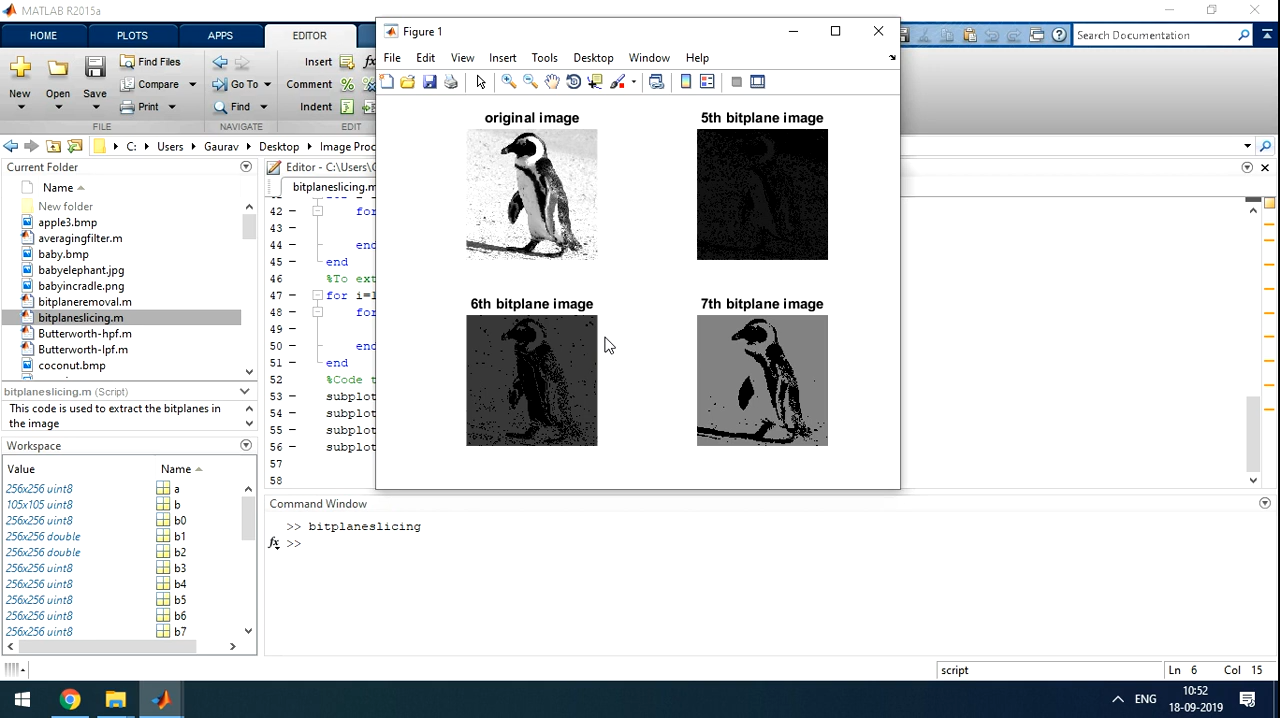 MATLAB R2015a
HOME PLOTS APPS EDITOR
Search Documentation
New Open Save
Find Files
Compare
Print
Go To
Find
Insert fx
Comment
Indent
FILE NAVIGATE EDIT
C: Users Gaurav Desktop Image Proc
Current Folder
Name
New folder
apple3.bmp
averagingfilter.m
baby.bmp
babyelephant.jpg
babyincradle.png
bitplaneremoval.m
bitplaneslicing.m
Butterworth-hpf.m
Butterworth-lpf.m
coconut.bmp
bitplaneslicing.m (Script)
This code is used to extract the bitplanes in
the image
Workspace
Value Name
256x256 uint8 a
105x105 uint8 b
256x256 uint8 b0
256x256 double b1
256x256 double b2
256x256 uint8 b3
256x256 uint8 b4
256x256 uint8 b5
256x256 uint8 b6
256x256 uint8 b7
Editor - C:\Users\
bitplaneslicing.m
42 – for
43 –
44 – end
45 – end
46 %To ext
47 – for i=1
48 – for
49 –
50 – end
51 – end
52 %Code t
53 – subplot
54 – subplot
55 – subplot
56 – subplot
57
58
Figure 1
File Edit View Insert Tools Desktop Window Help
original image
5th bitplane image
6th bitplane image
7th bitplane image
Command Window
>> bitplaneslicing
fx >>
script
Ln 6 Col 15
ENG
10:52
18-09-2019